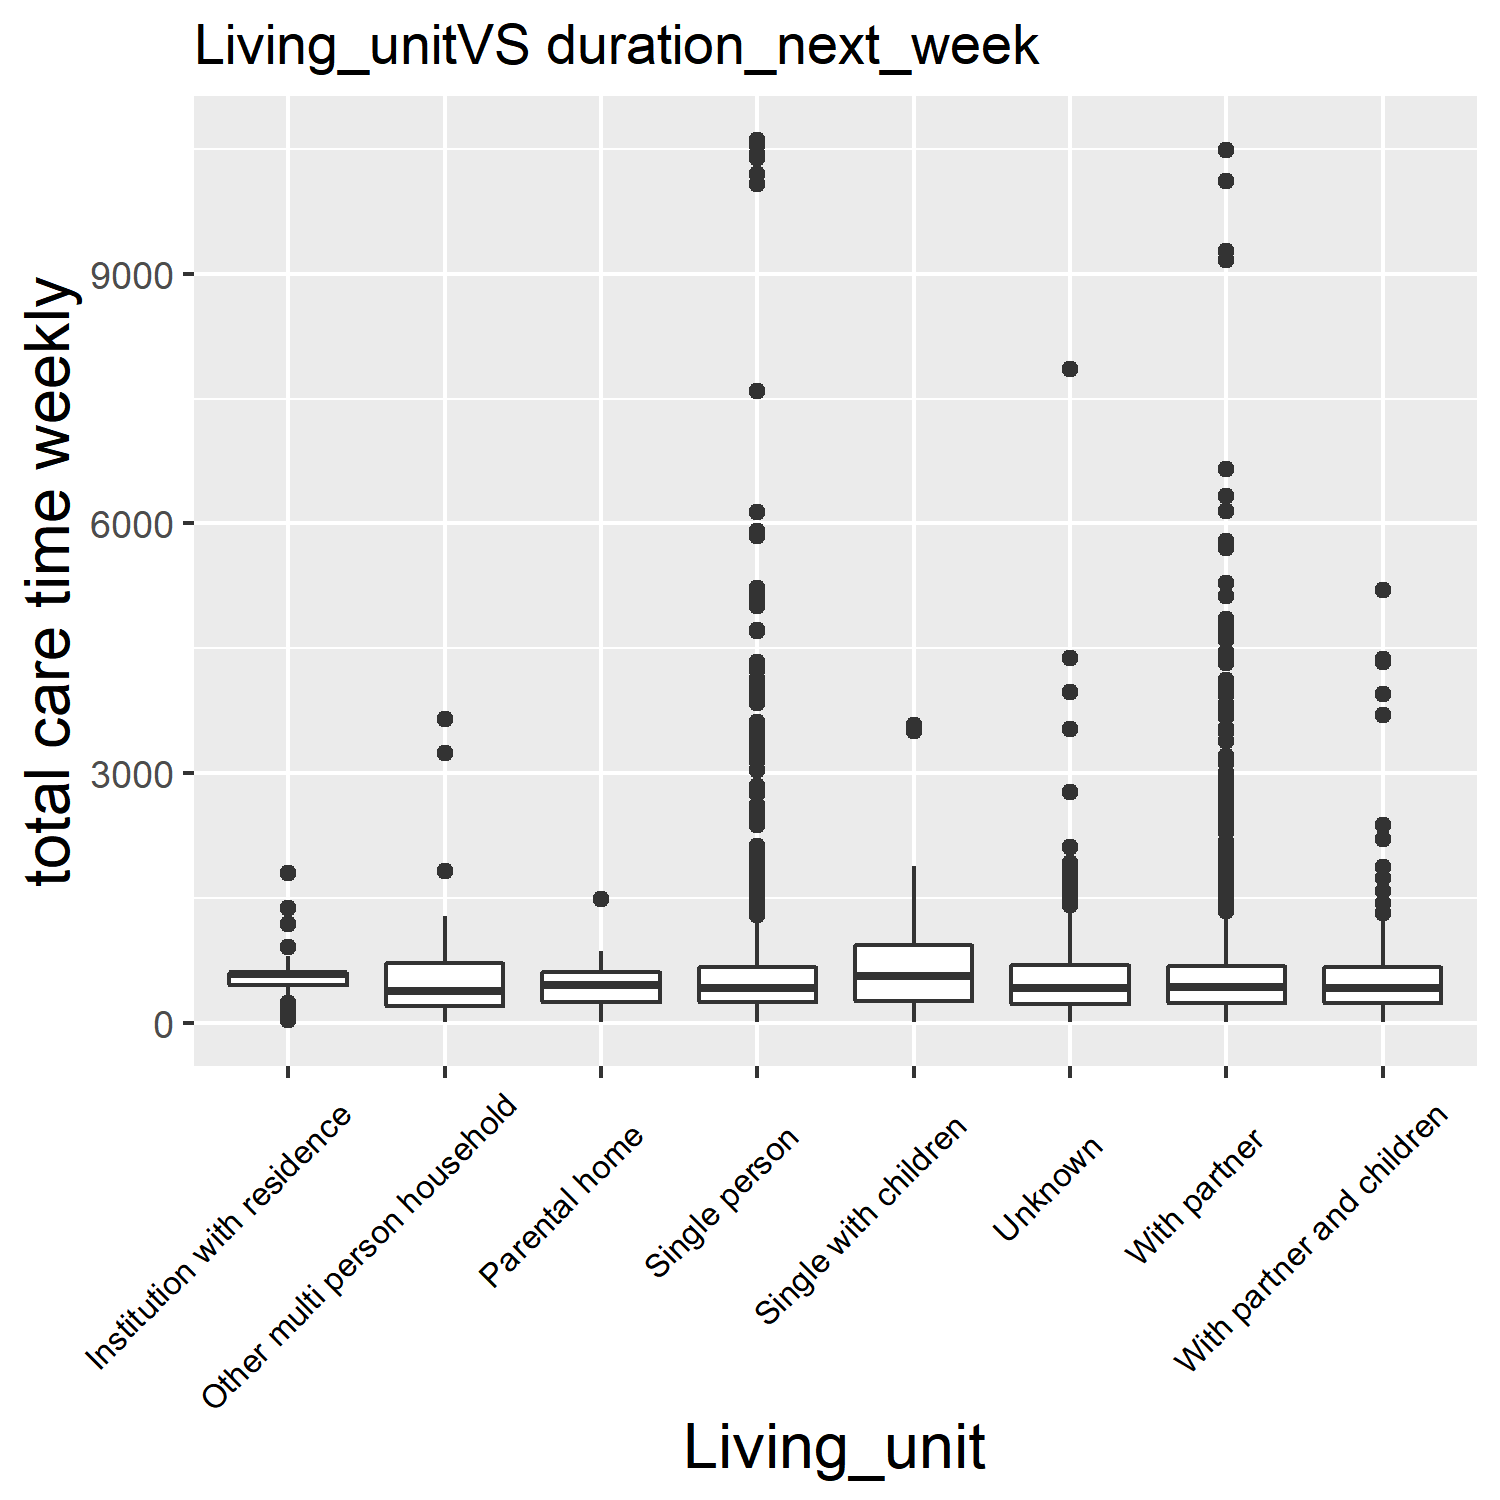 Living_unitVS duration_next_week
total care time weekly
9000
6000
3000
0
Institution with residence
Other multi person household
Parental home
Single person
Single with children
Unknown
With partner
With partner and children
Living_unit